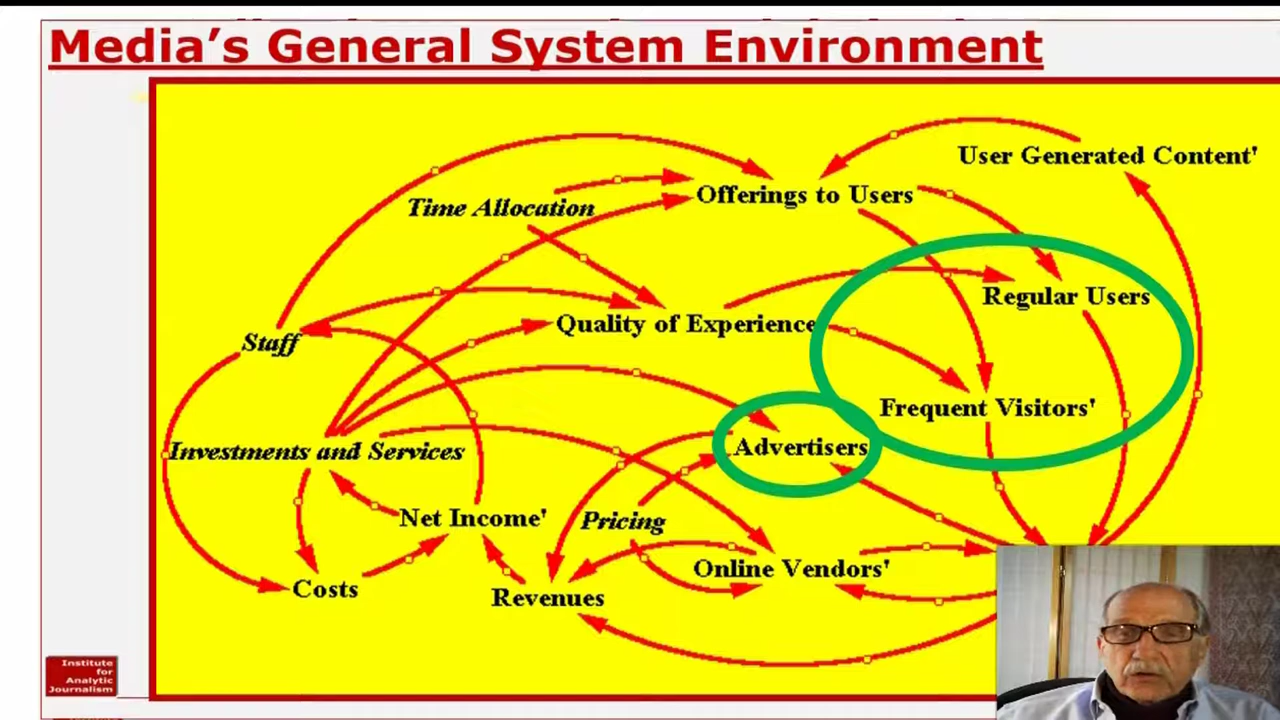 Media's General System Environment
User Generated Content'
Offerings to Users
Time Allocation
Regular Users
Quality of Experience
Staff
Frequent Visitors'
Advertisers
Investments and Services
Net Income'
Pricing
Online Vendors'
Costs
Revenues
Institute
for
Analytic
Journalism